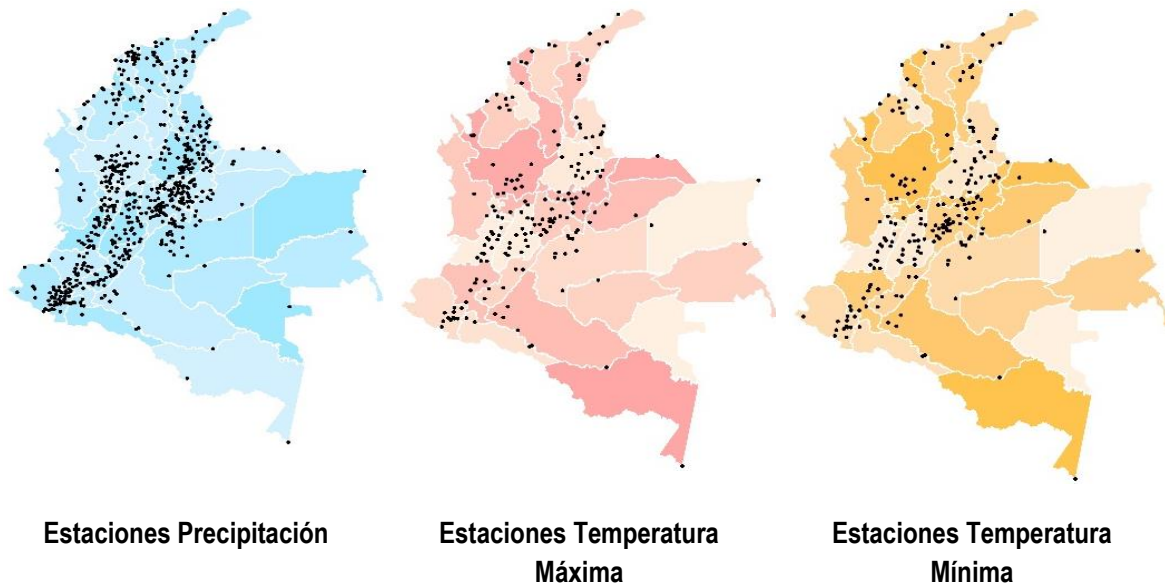 Estaciones Precipitación
Estaciones Temperatura
Máxima
Estaciones Temperatura
Mínima